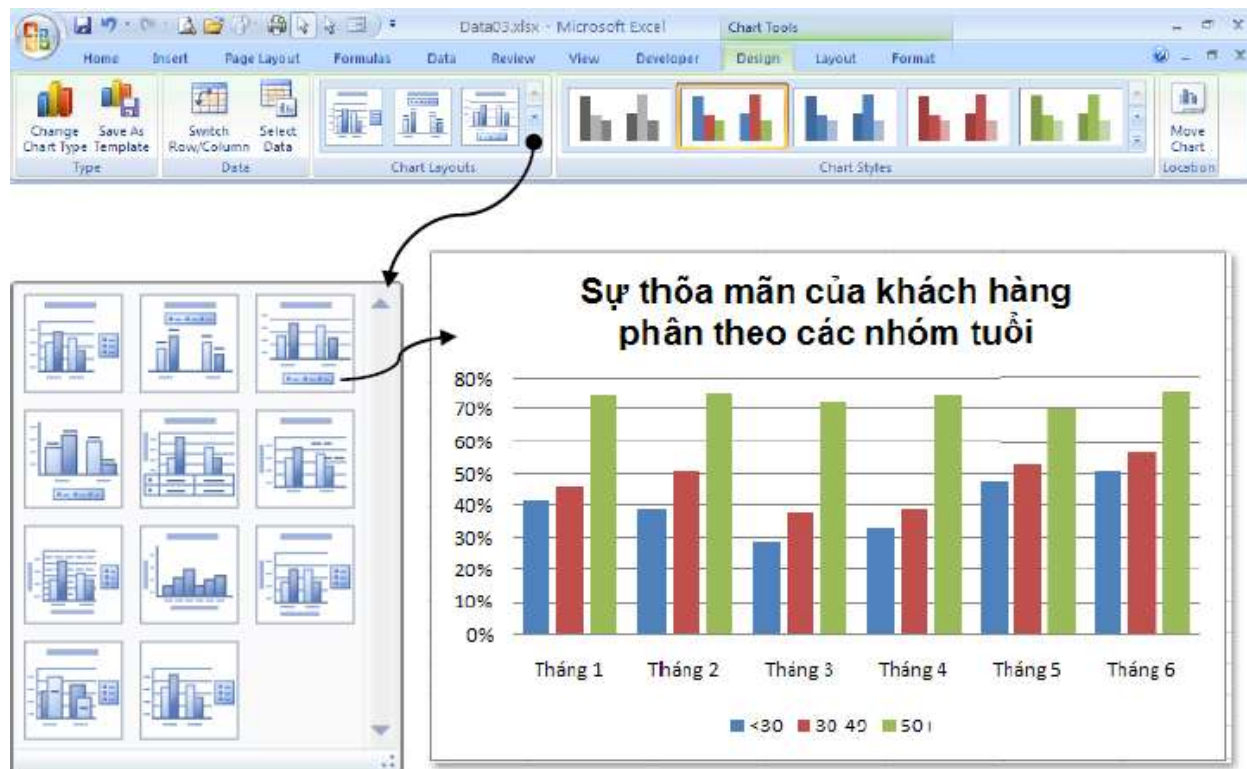 Data03.xlsx - Microsoft Excel
Chart Tools
Home Insert Page Layout Formulas Data Review View Developer Design Layout Format
Change Chart Type
Save As Template
Switch Row/Column
Select Data
Move Chart
Type
Data
Chart Layouts
Chart Styles
Location
Sự thõa mãn của khách hàng
phân theo các nhóm tuổi
80%
70%
60%
50%
40%
30%
20%
10%
0%
Tháng 1 Tháng 2 Tháng 3 Tháng 4 Tháng 5 Tháng 6
<30 30-49 50+